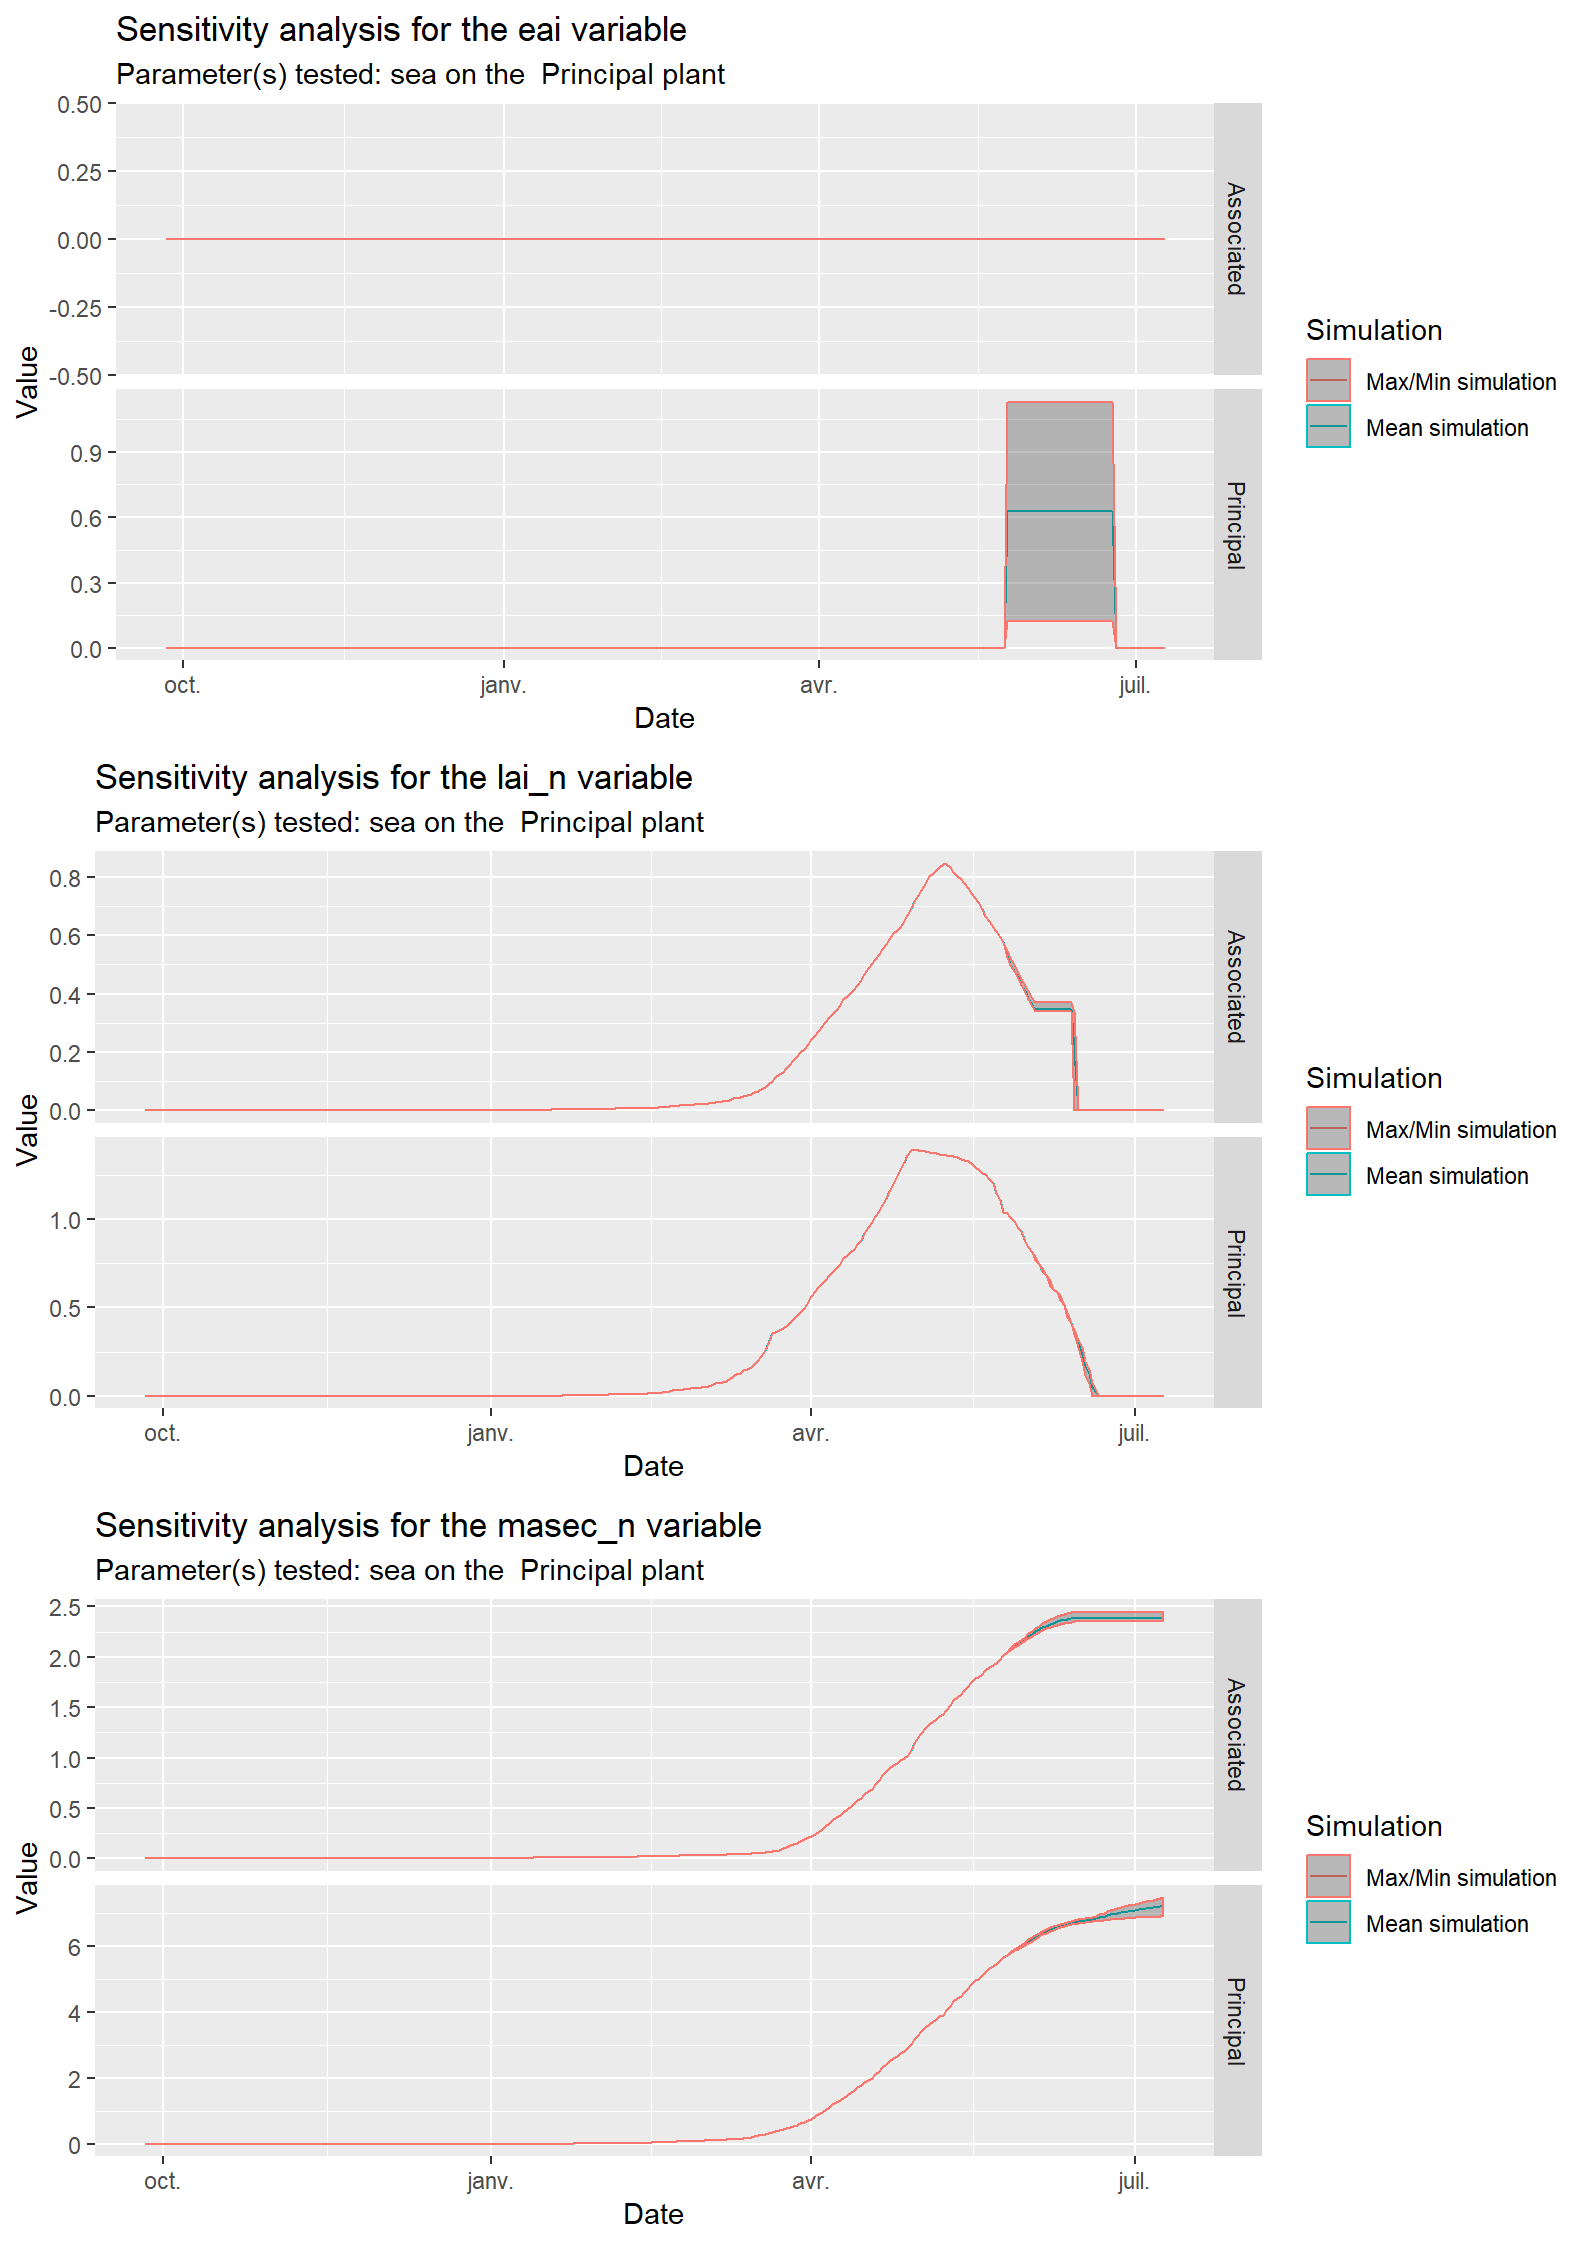 Sensitivity analysis for the eai variable
Parameter(s) tested: sea on the  Principal plant
0.50
0.25
0.00
-0.25
-0.50
Associated
0.9
0.6
0.3
0.0
Principal
Value
oct.
janv.
avr.
juil.
Date
Simulation
Max/Min simulation
Mean simulation
Sensitivity analysis for the lai_n variable
Parameter(s) tested: sea on the  Principal plant
0.8
0.6
0.4
0.2
0.0
Associated
1.0
0.5
0.0
Principal
Value
oct.
janv.
avr.
juil.
Date
Simulation
Max/Min simulation
Mean simulation
Sensitivity analysis for the masec_n variable
Parameter(s) tested: sea on the  Principal plant
2.5
2.0
1.5
1.0
0.5
0.0
Associated
6
4
2
0
Principal
Value
oct.
janv.
avr.
juil.
Date
Simulation
Max/Min simulation
Mean simulation